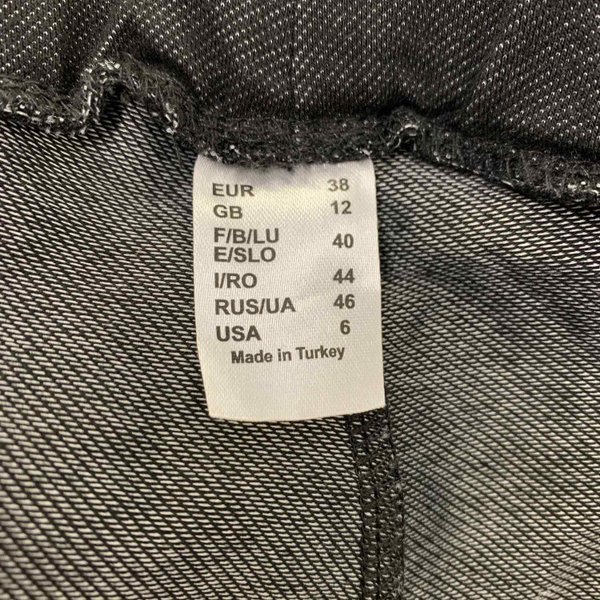 EUR 38
GB 12
F/B/LU
E/SLO 40
I/RO 44
RUS/UA 46
USA 6
Made in Turkey